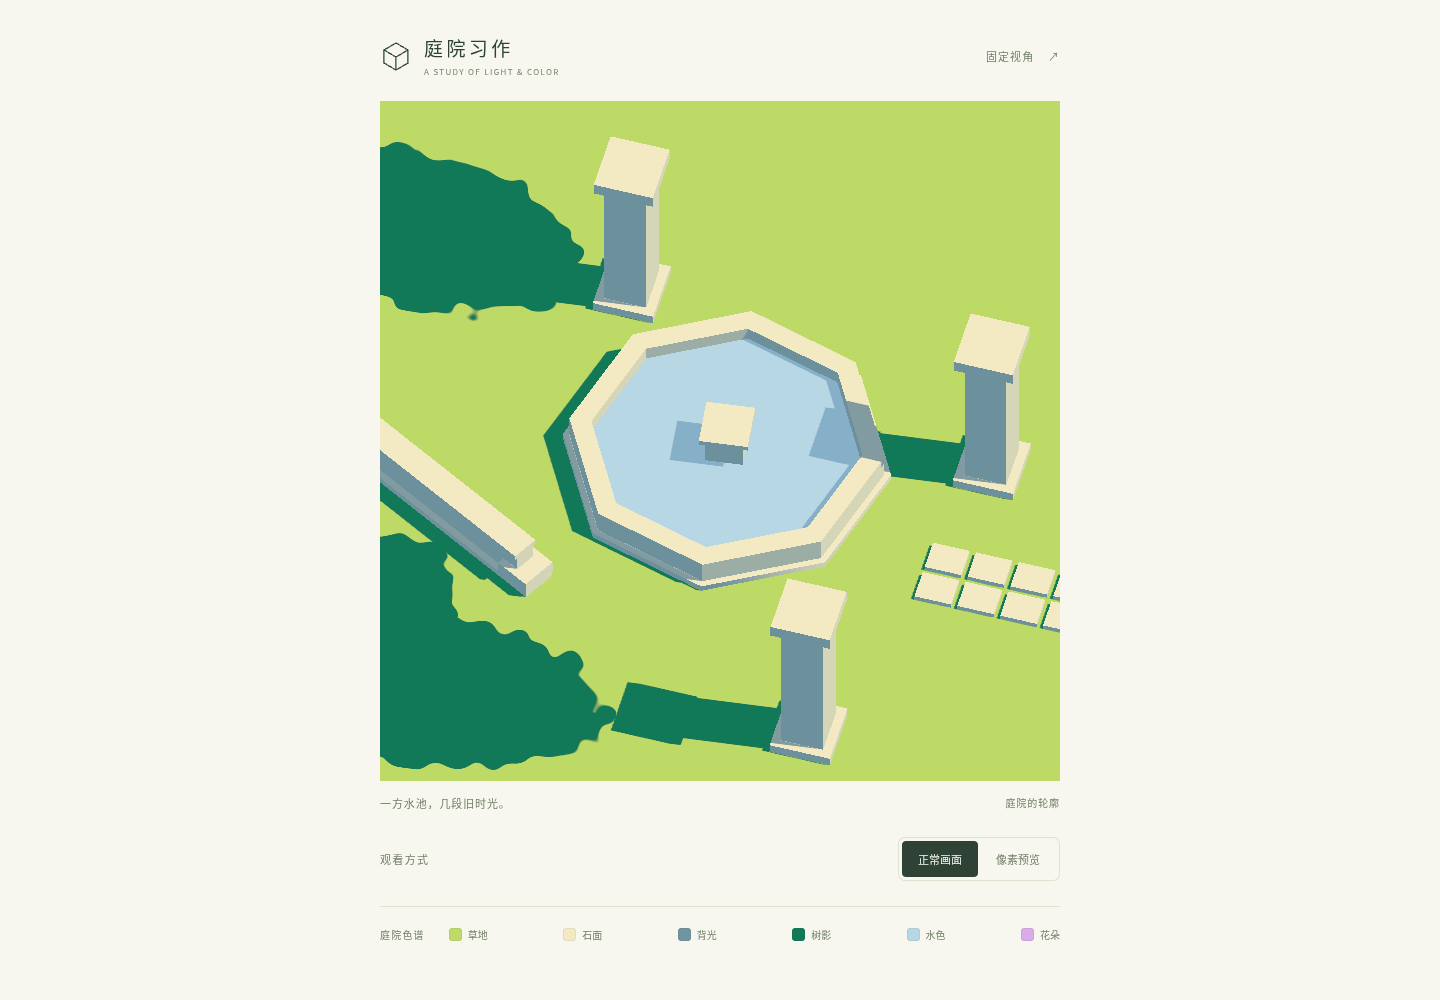 庭院习作
A STUDY OF LIGHT & COLOR
固定视角 ↗
一方水池，几段旧时光。
庭院的轮廓
观看方式
正常画面
像素预览
庭院色谱
草地
石面
背光
树影
水色
花朵